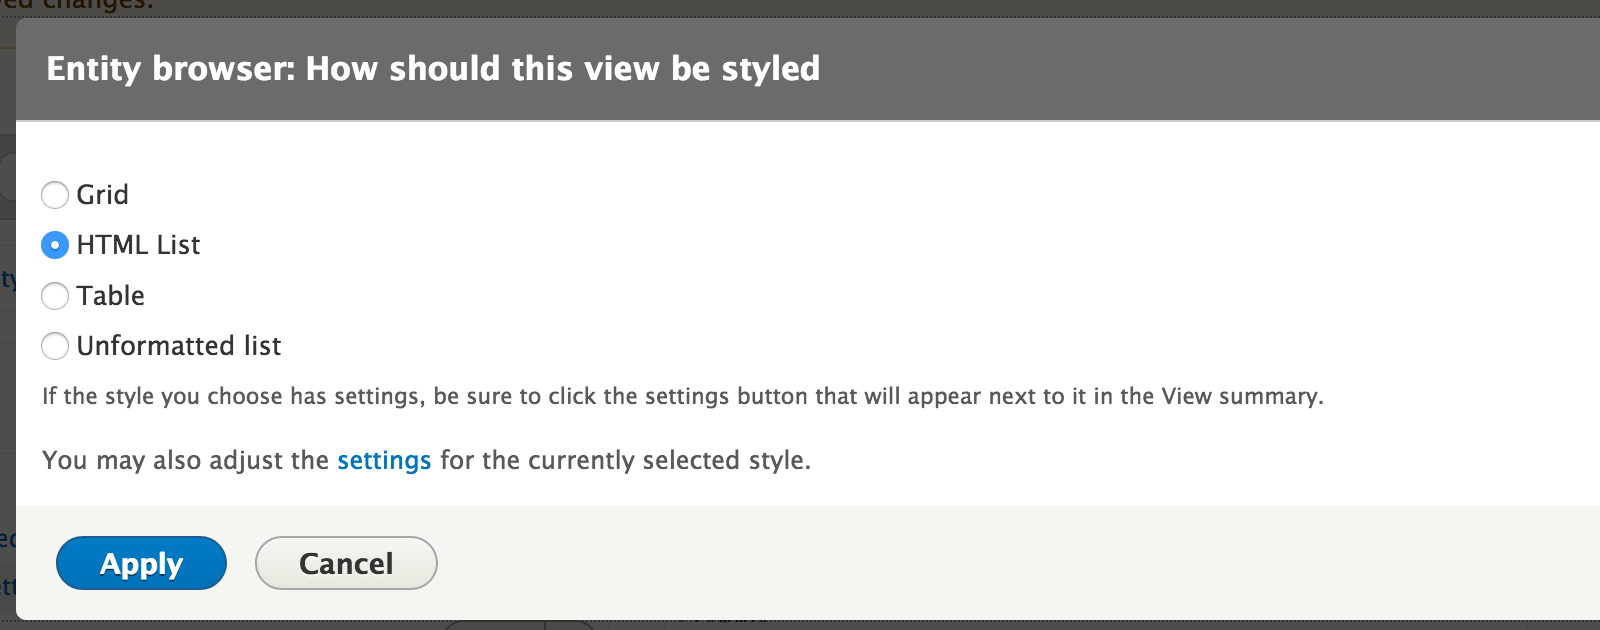 changes.
Entity browser: How should this view be styled
Grid
HTML List
Table
Unformatted list
If the style you choose has settings, be sure to click the settings button that will appear next to it in the View summary.
You may also adjust the settings for the currently selected style.
Apply
Cancel